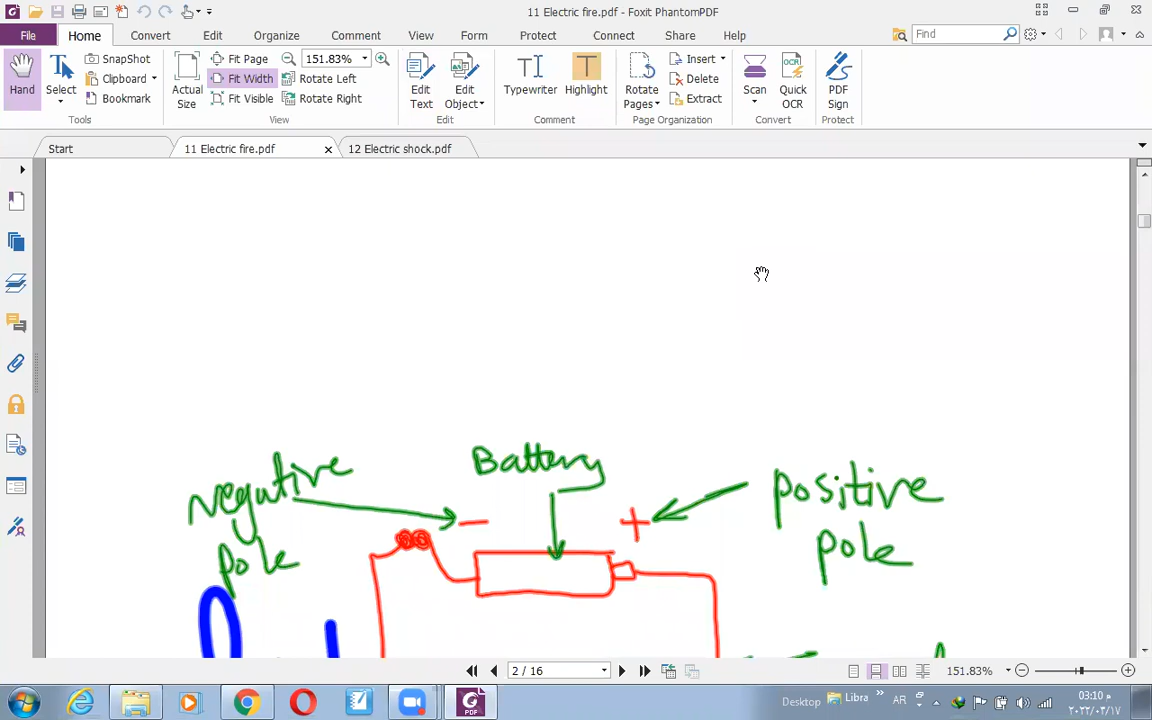 11 Electric fire.pdf - Foxit PhantomPDF
File Home Convert Edit Organize Comment View Form Protect Connect Share Help Find
SnapShot Fit Page 151.83% Insert
Hand Select Clipboard Actual Size Fit Width Rotate Left Edit Text Edit Object Typewriter Highlight Rotate Pages Delete Scan Quick OCR PDF Sign
Bookmark Fit Visible Rotate Right Extract
Tools View Edit Comment Page Organization Convert Protect
Start 11 Electric fire.pdf 12 Electric shock.pdf
Battery
negative
pole
- +
positive
pole
2 / 16 151.83%
Desktop Libra AR 03:10 م
٢٠٢٢/٠٣/١٧